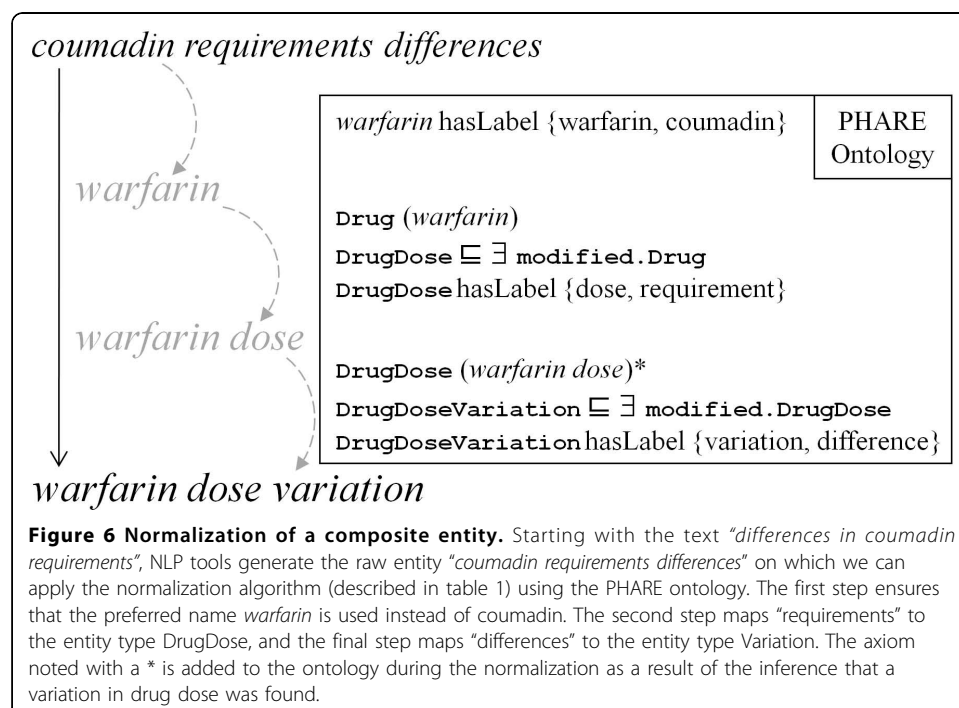 coumadin requirements differences
warfarin hasLabel {warfarin, coumadin}
PHARE
Ontology
warfarin
Drug (warfarin)
DrugDose ⊑ ∃ modified.Drug
DrugDose hasLabel {dose, requirement}
warfarin dose
DrugDose (warfarin dose)*
DrugDoseVariation ⊑ ∃ modified.DrugDose
DrugDoseVariation hasLabel {variation, difference}
warfarin dose variation
Figure 6 Normalization of a composite entity. Starting with the text "differences in coumadin
requirements", NLP tools generate the raw entity "coumadin requirements differences" on which we can
apply the normalization algorithm (described in table 1) using the PHARE ontology. The first step ensures
that the preferred name warfarin is used instead of coumadin. The second step maps "requirements" to
the entity type DrugDose, and the final step maps "differences" to the entity type Variation. The axiom
noted with a * is added to the ontology during the normalization as a result of the inference that a
variation in drug dose was found.